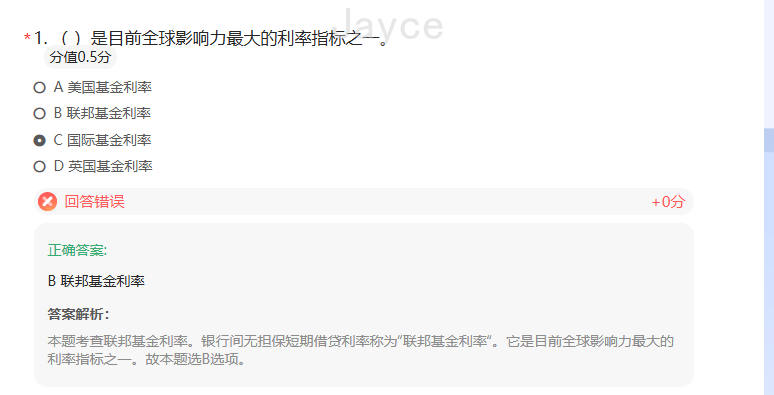 Jayce
*1.（ ）是目前全球影响力最大的利率指标之一。
分值0.5分
A 美国基金利率
B 联邦基金利率
C 国际基金利率
D 英国基金利率
回答错误 +0分
正确答案:
B 联邦基金利率
答案解析：
本题考查联邦基金利率。银行间无担保短期借贷利率称为“联邦基金利率”。它是目前全球影响力最大的
利率指标之一。故本题选B选项。